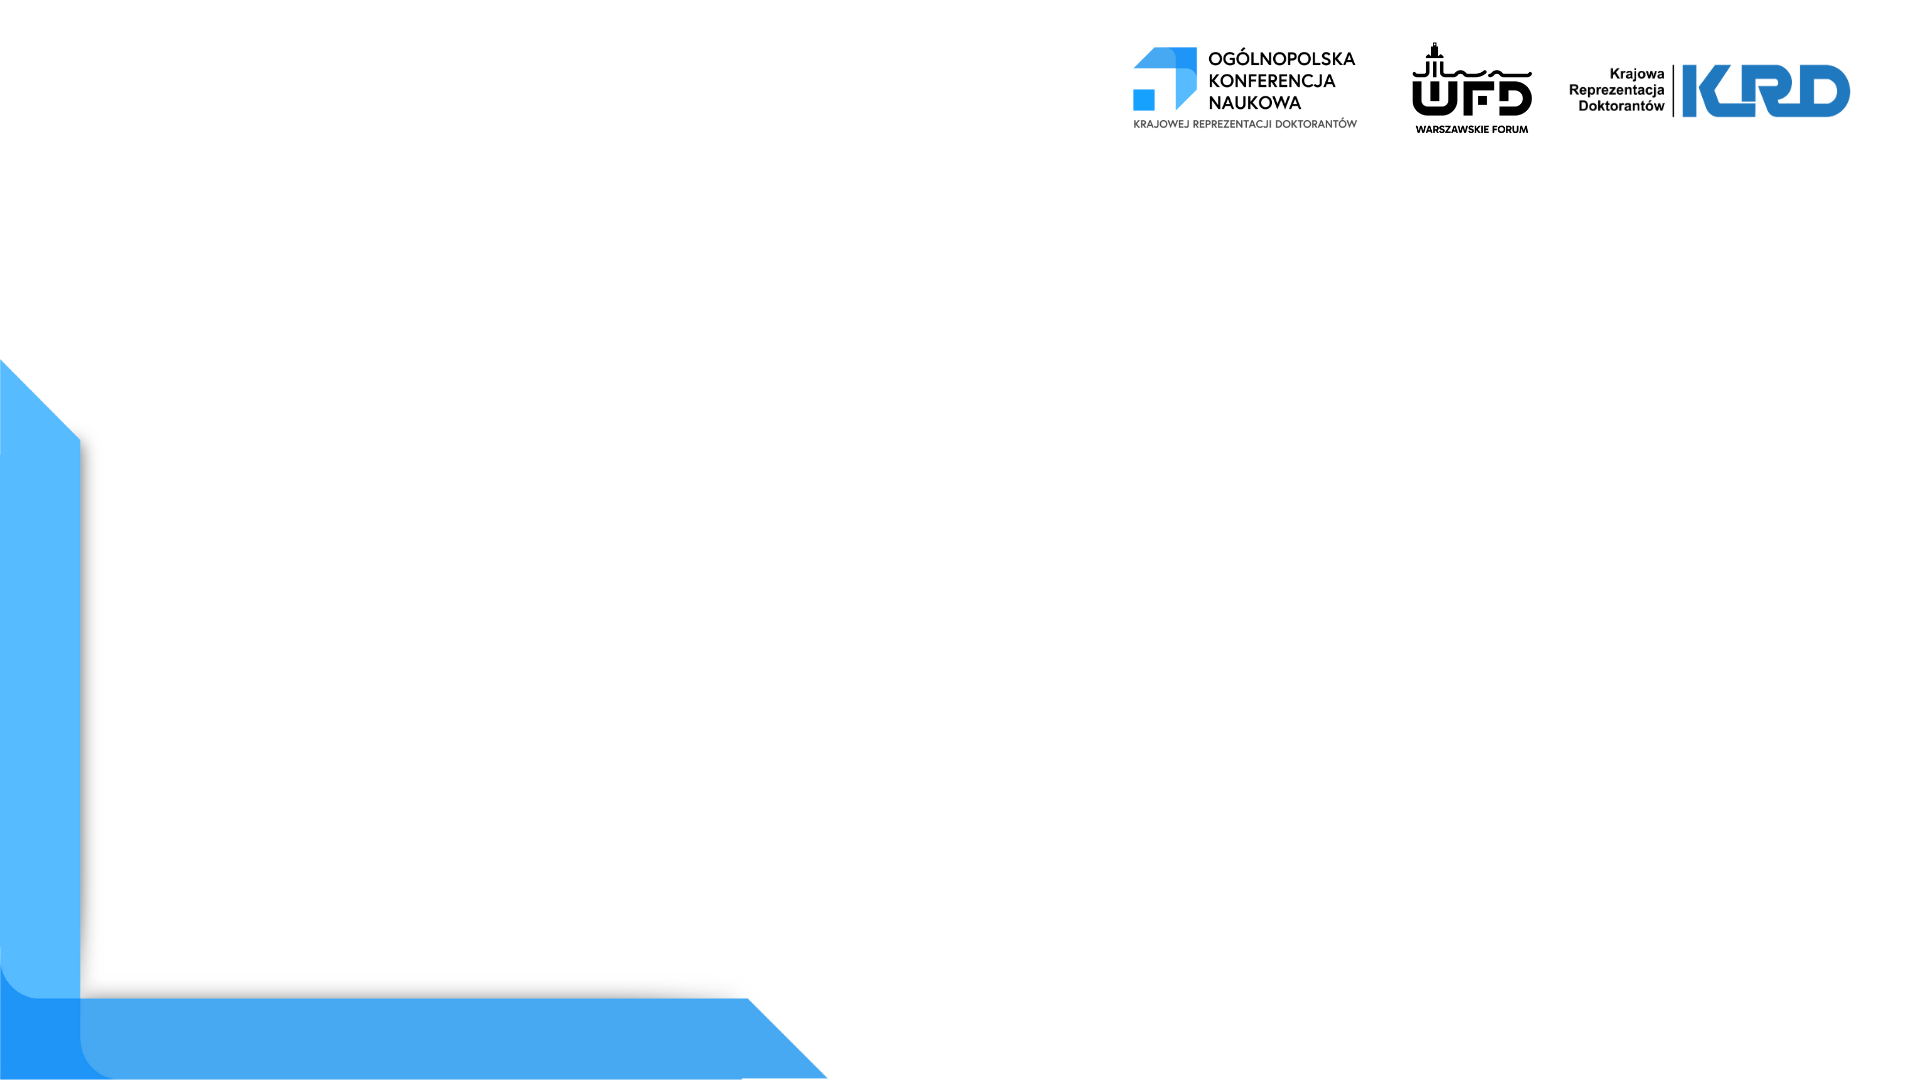 OGÓLNOPOLSKA
KONFERENCJA
NAUKOWA
KRAJOWEJ REPREZENTACJI DOKTORANTÓW
WFD
WARSZAWSKIE FORUM
Krajowa
Reprezentacja
Doktorantów
KRD